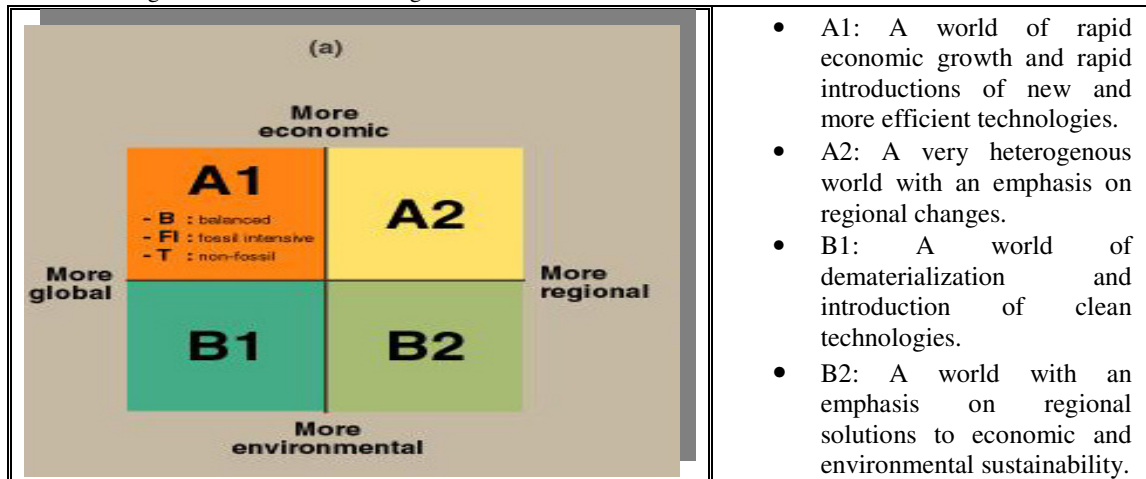 (a)
More
economic
A1
- B : balanced
- FI : fossil intensive
- T : non-fossil
A2
More
global
More
regional
B1
B2
More
environmental
• A1: A world of rapid
economic growth and rapid
introductions of new and
more efficient technologies.
• A2: A very heterogenous
world with an emphasis on
regional changes.
• B1: A world of
dematerialization and
introduction of clean
technologies.
• B2: A world with an
emphasis on regional
solutions to economic and
environmental sustainability.